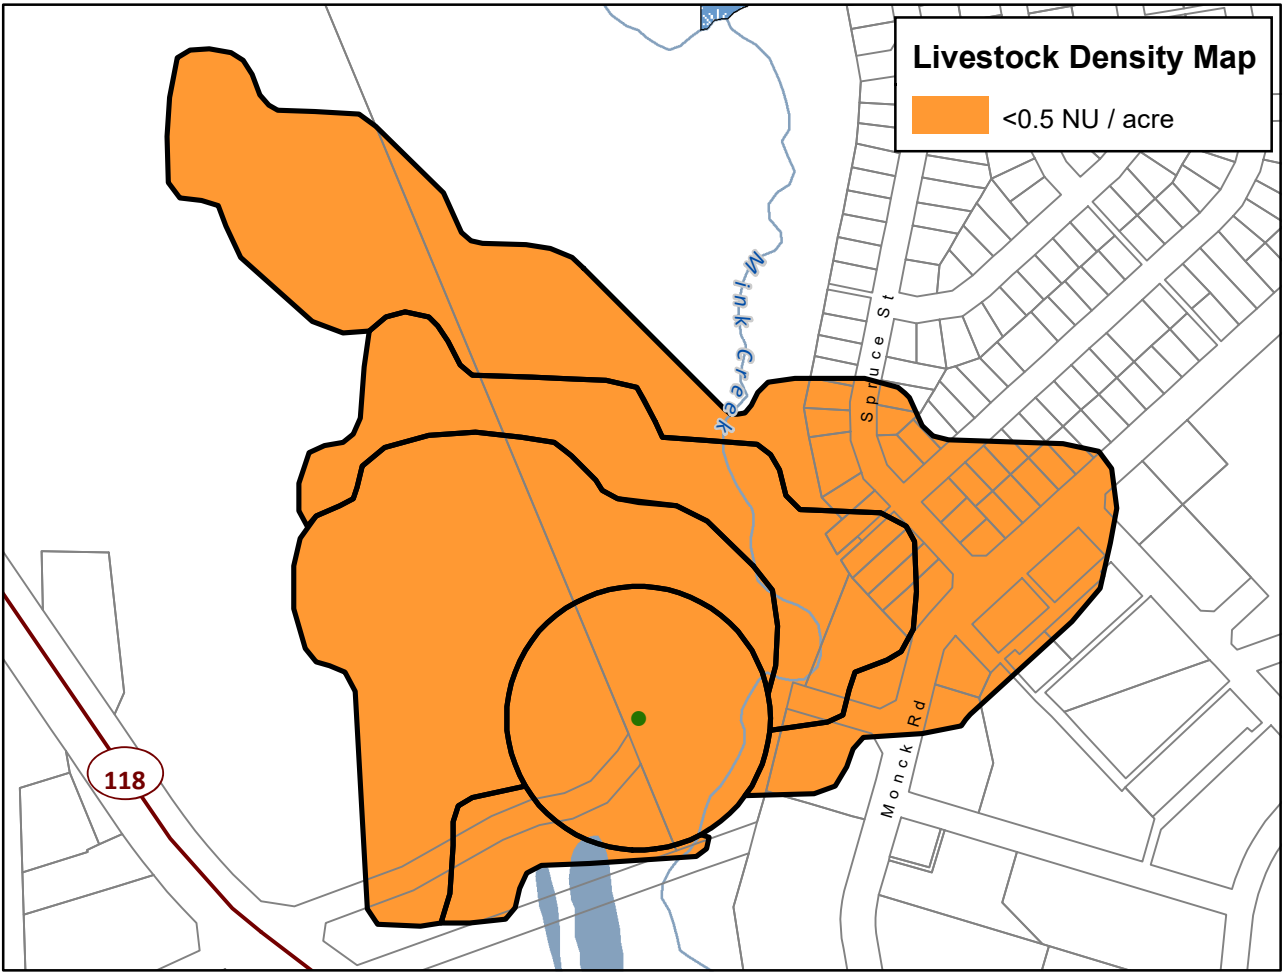 Livestock Density Map
<0.5 NU / acre
Mink Creek
Spruce St
Monck Rd
118